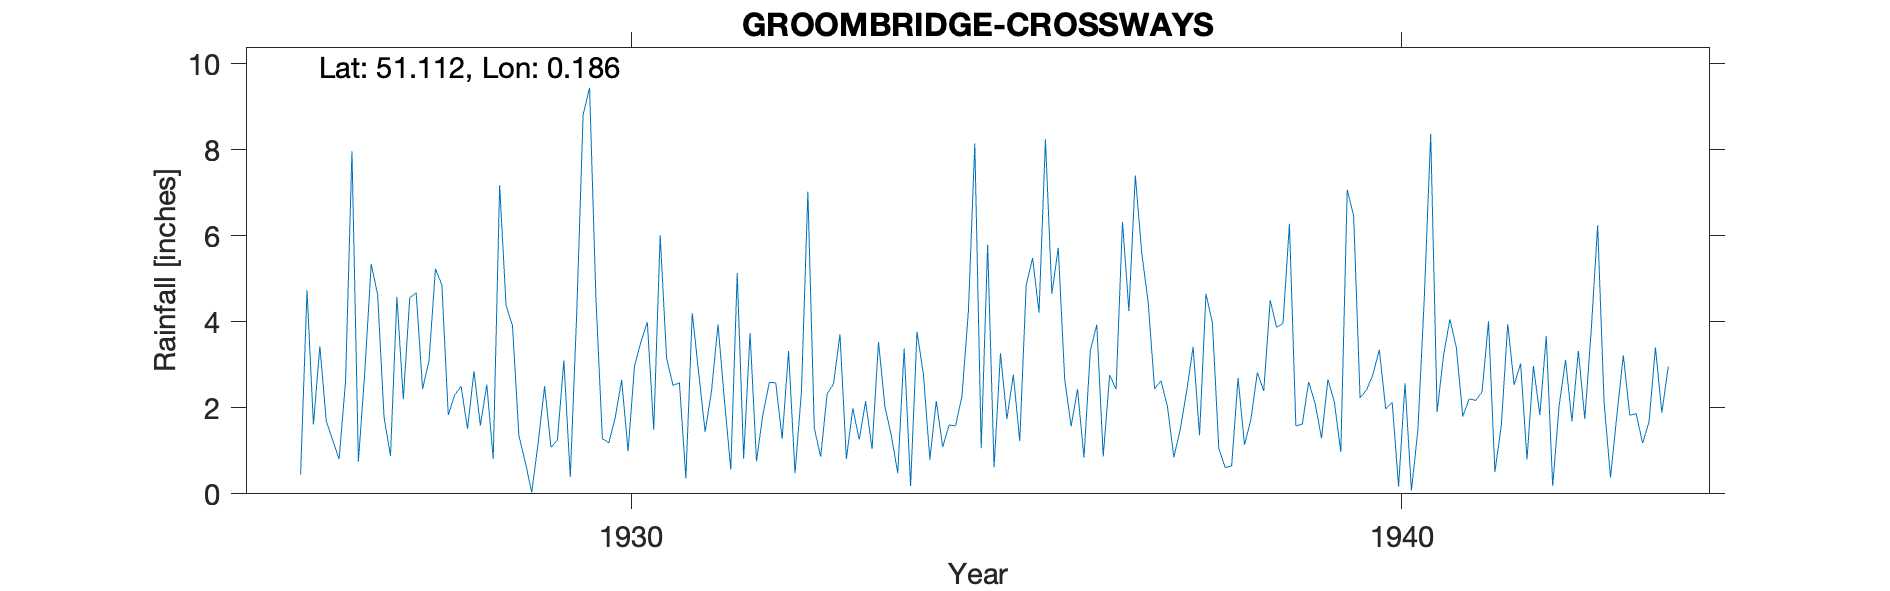 GROOMBRIDGE-CROSSWAYS
Lat: 51.112, Lon: 0.186
10
8
6
4
2
0
Rainfall [inches]
1930 1940
Year